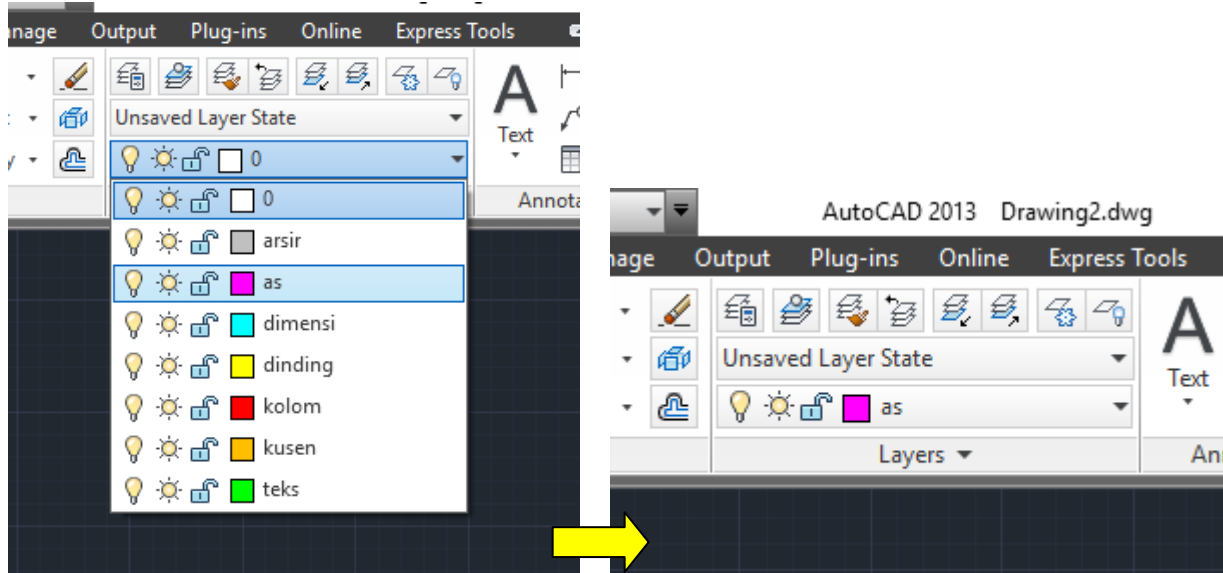 nage Output Plug-ins Online Express Tools
Unsaved Layer State
Text
0
Annota
0
arsir
as
dimensi
dinding
kolom
kusen
teks
AutoCAD 2013 Drawing2.dwg
nage Output Plug-ins Online Express Tools
Unsaved Layer State
Text
as
Layers
An